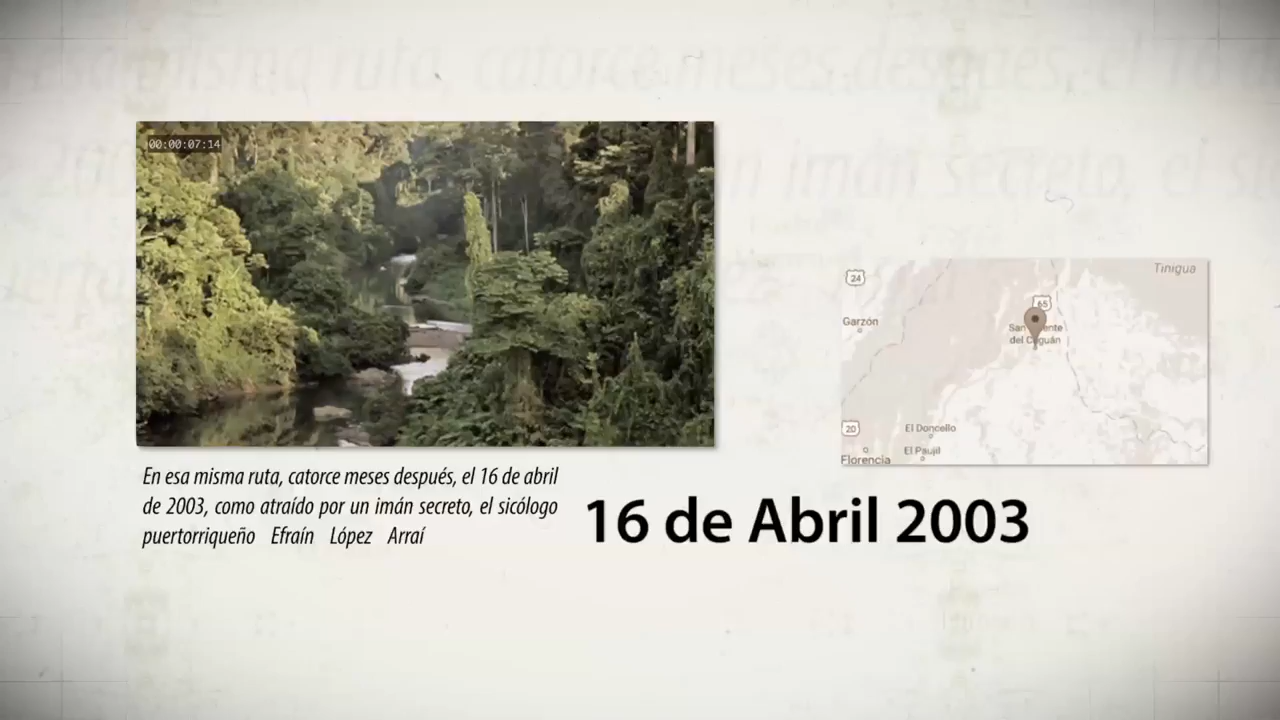 00:00:07:14
En esa misma ruta, catorce meses después, el 16 de abril
de 2003, como atraído por un imán secreto, el sicólogo
puertorriqueño Efraín López Arraí
16 de Abril 2003
Tinigua
24
Garzón
65
del Caguán
20
El Doncello
El Paujil
Florencia